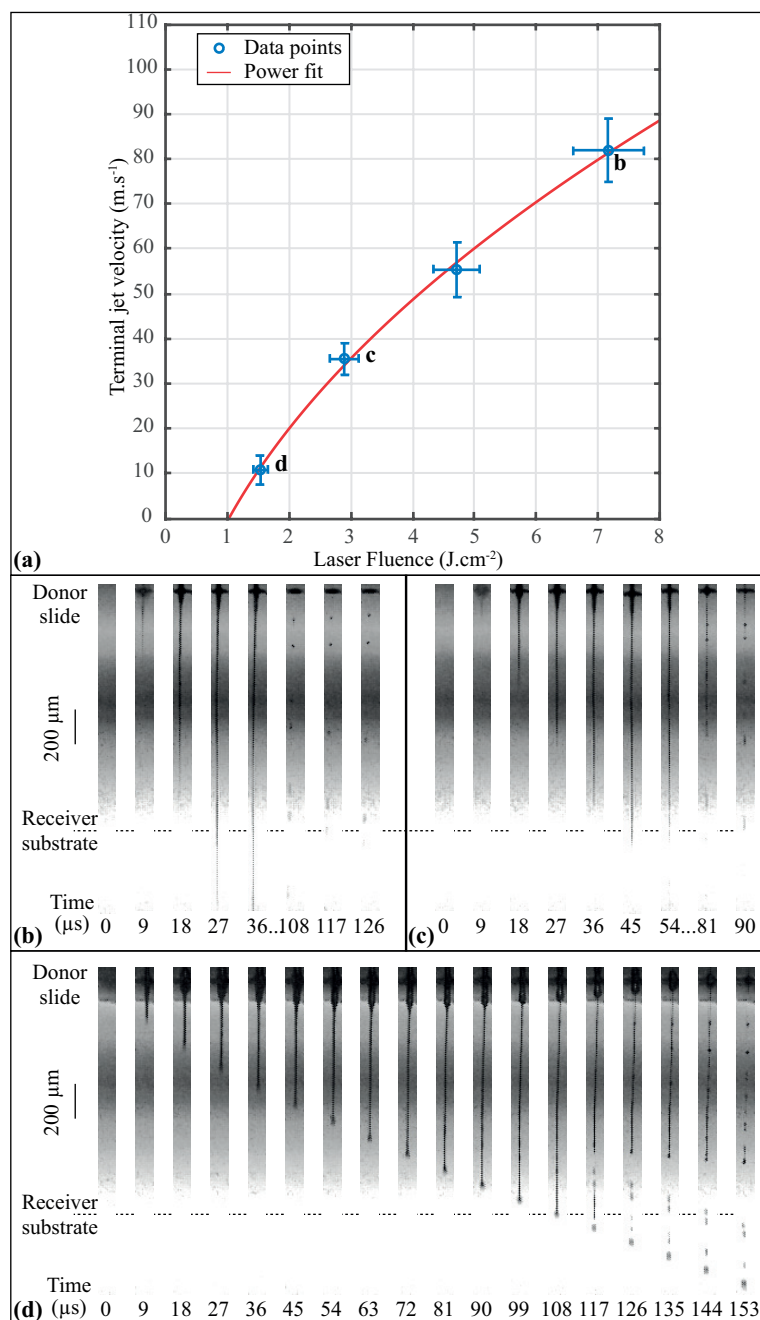 110
100
90
80
70
60
50
40
30
20
10
0
Terminal jet velocity (m.s⁻¹)
Data points
Power fit
b
c
d
0 1 2 3 4 5 6 7 8
(a) Laser Fluence (J.cm⁻²)
Donor
slide
200 µm
Receiver
substrate
Time
(µs)
0 9 18 27 36...108 117 126
(b)
0 9 18 27 36 45 54...81 90
(c)
Donor
slide
200 µm
Receiver
substrate
Time
(µs)
(d) 0 9 18 27 36 45 54 63 72 81 90 99 108 117 126 135 144 153